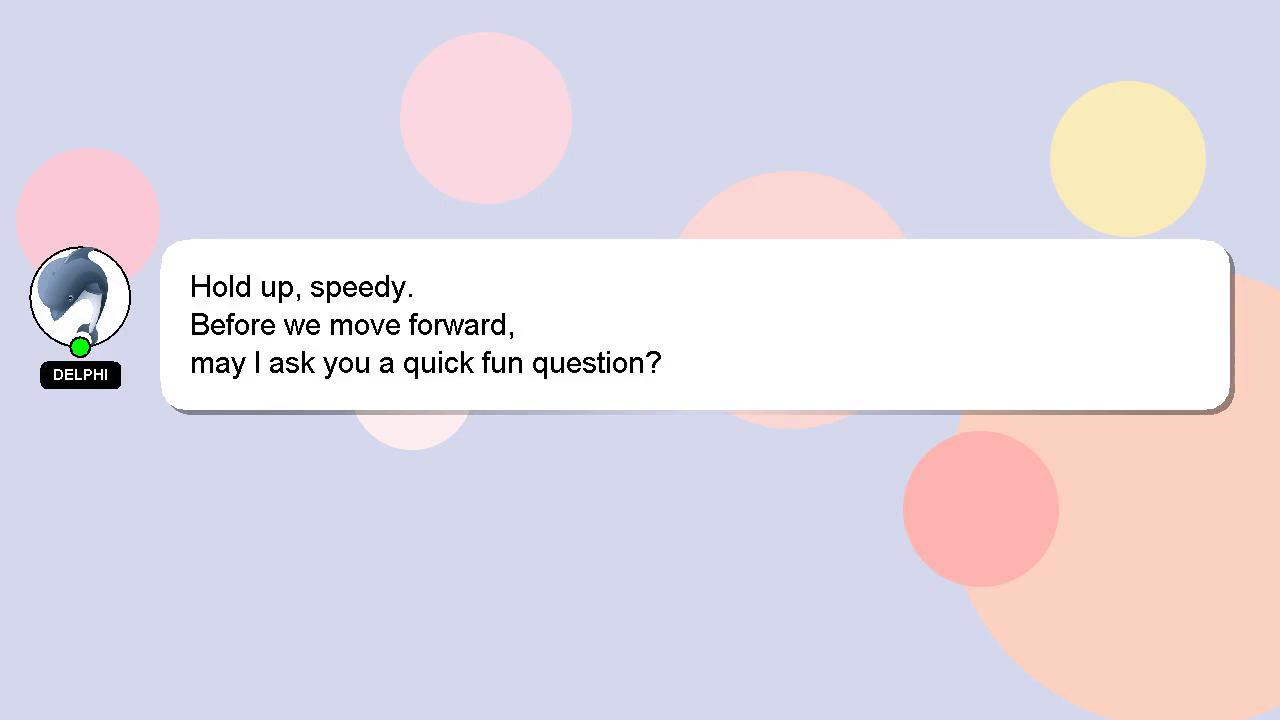 Hold up, speedy.
Before we move forward,
may I ask you a quick fun question?
DELPHI